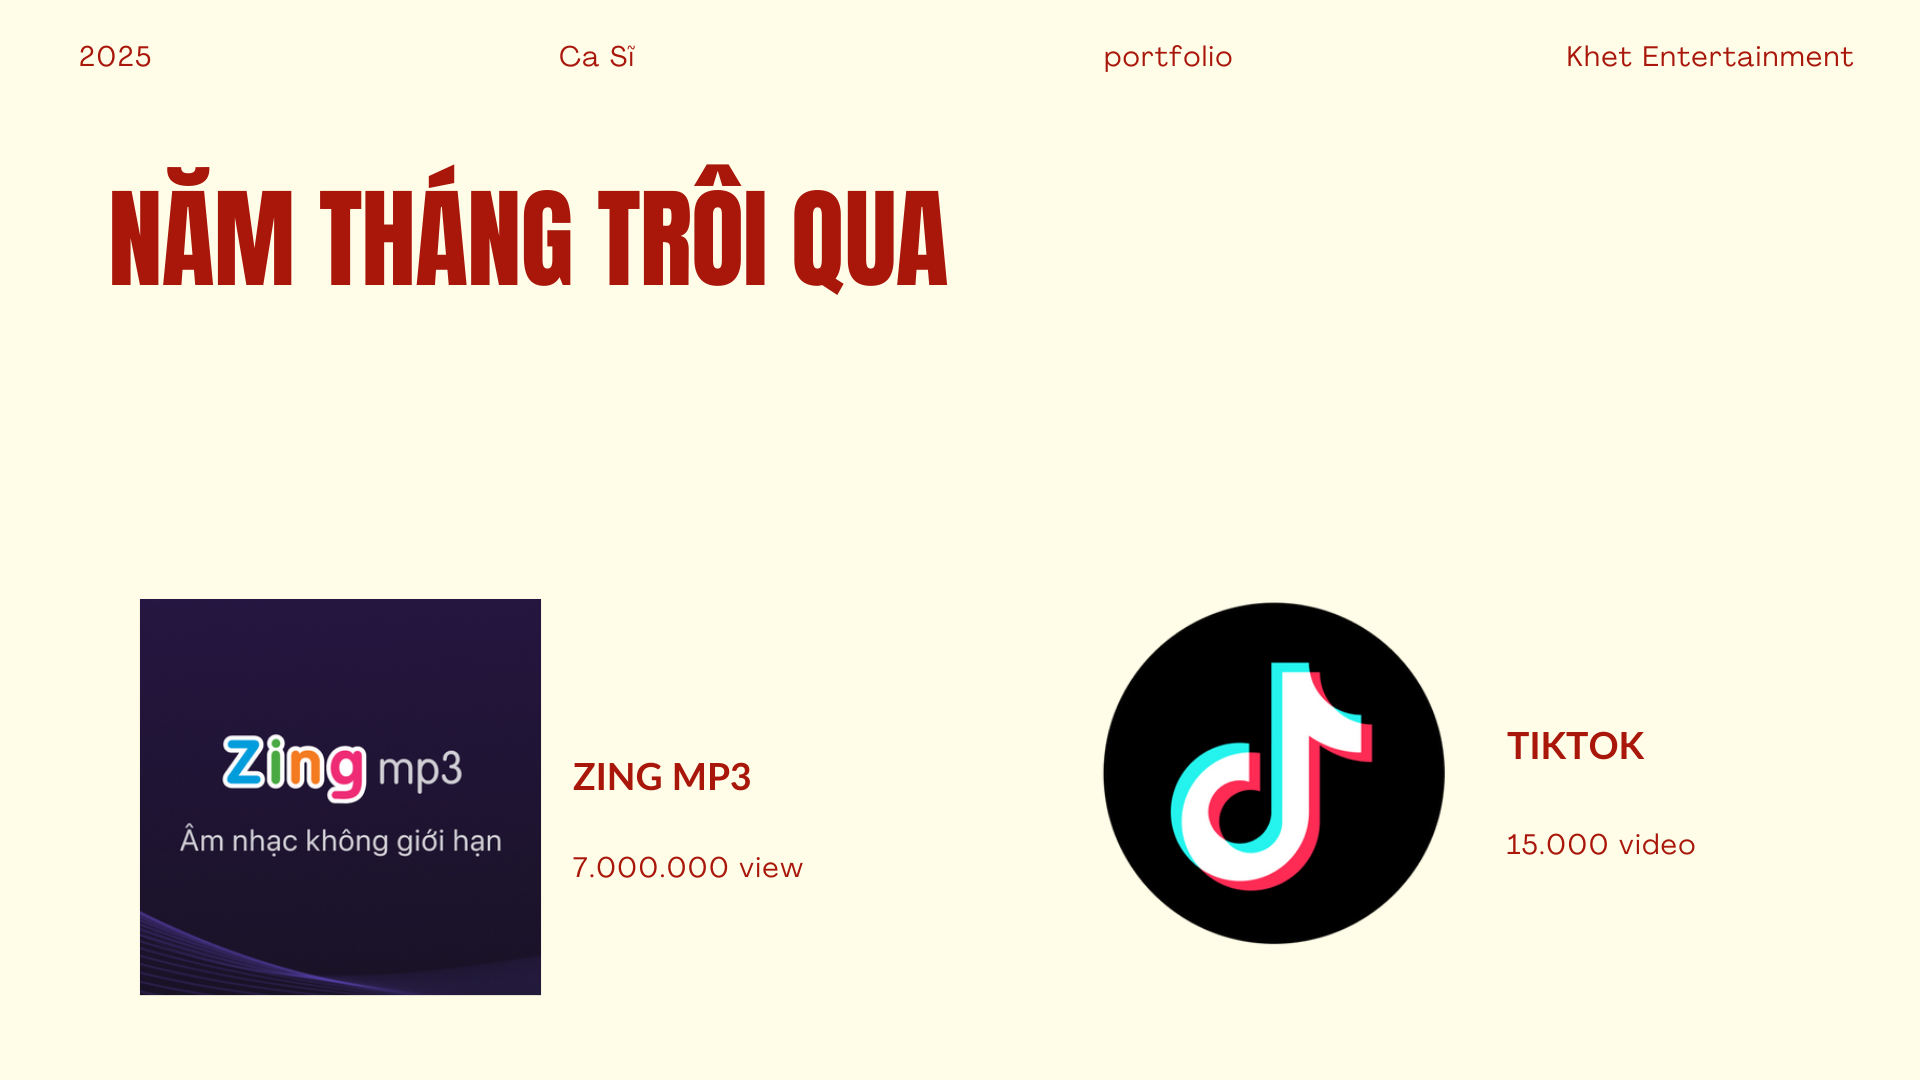 2025
Ca Sĩ
portfolio
Khet Entertainment
NĂM THÁNG TRÔI QUA
Zing mp3
Âm nhạc không giới hạn
ZING MP3
7.000.000 view
TIKTOK
15.000 video